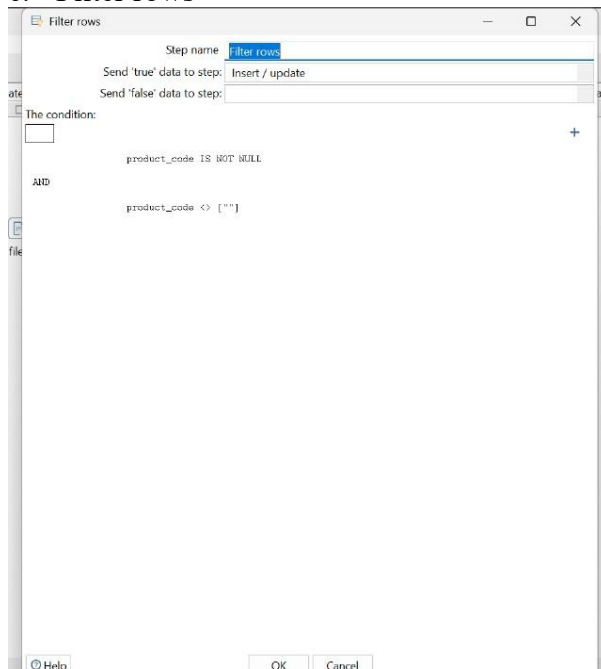 Filter rows
Step name Filter rows
Send 'true' data to step: Insert / update
Send 'false' data to step:
The condition:
+
product_code IS NOT NULL
AND
product_code <> [""]
file
Help OK Cancel